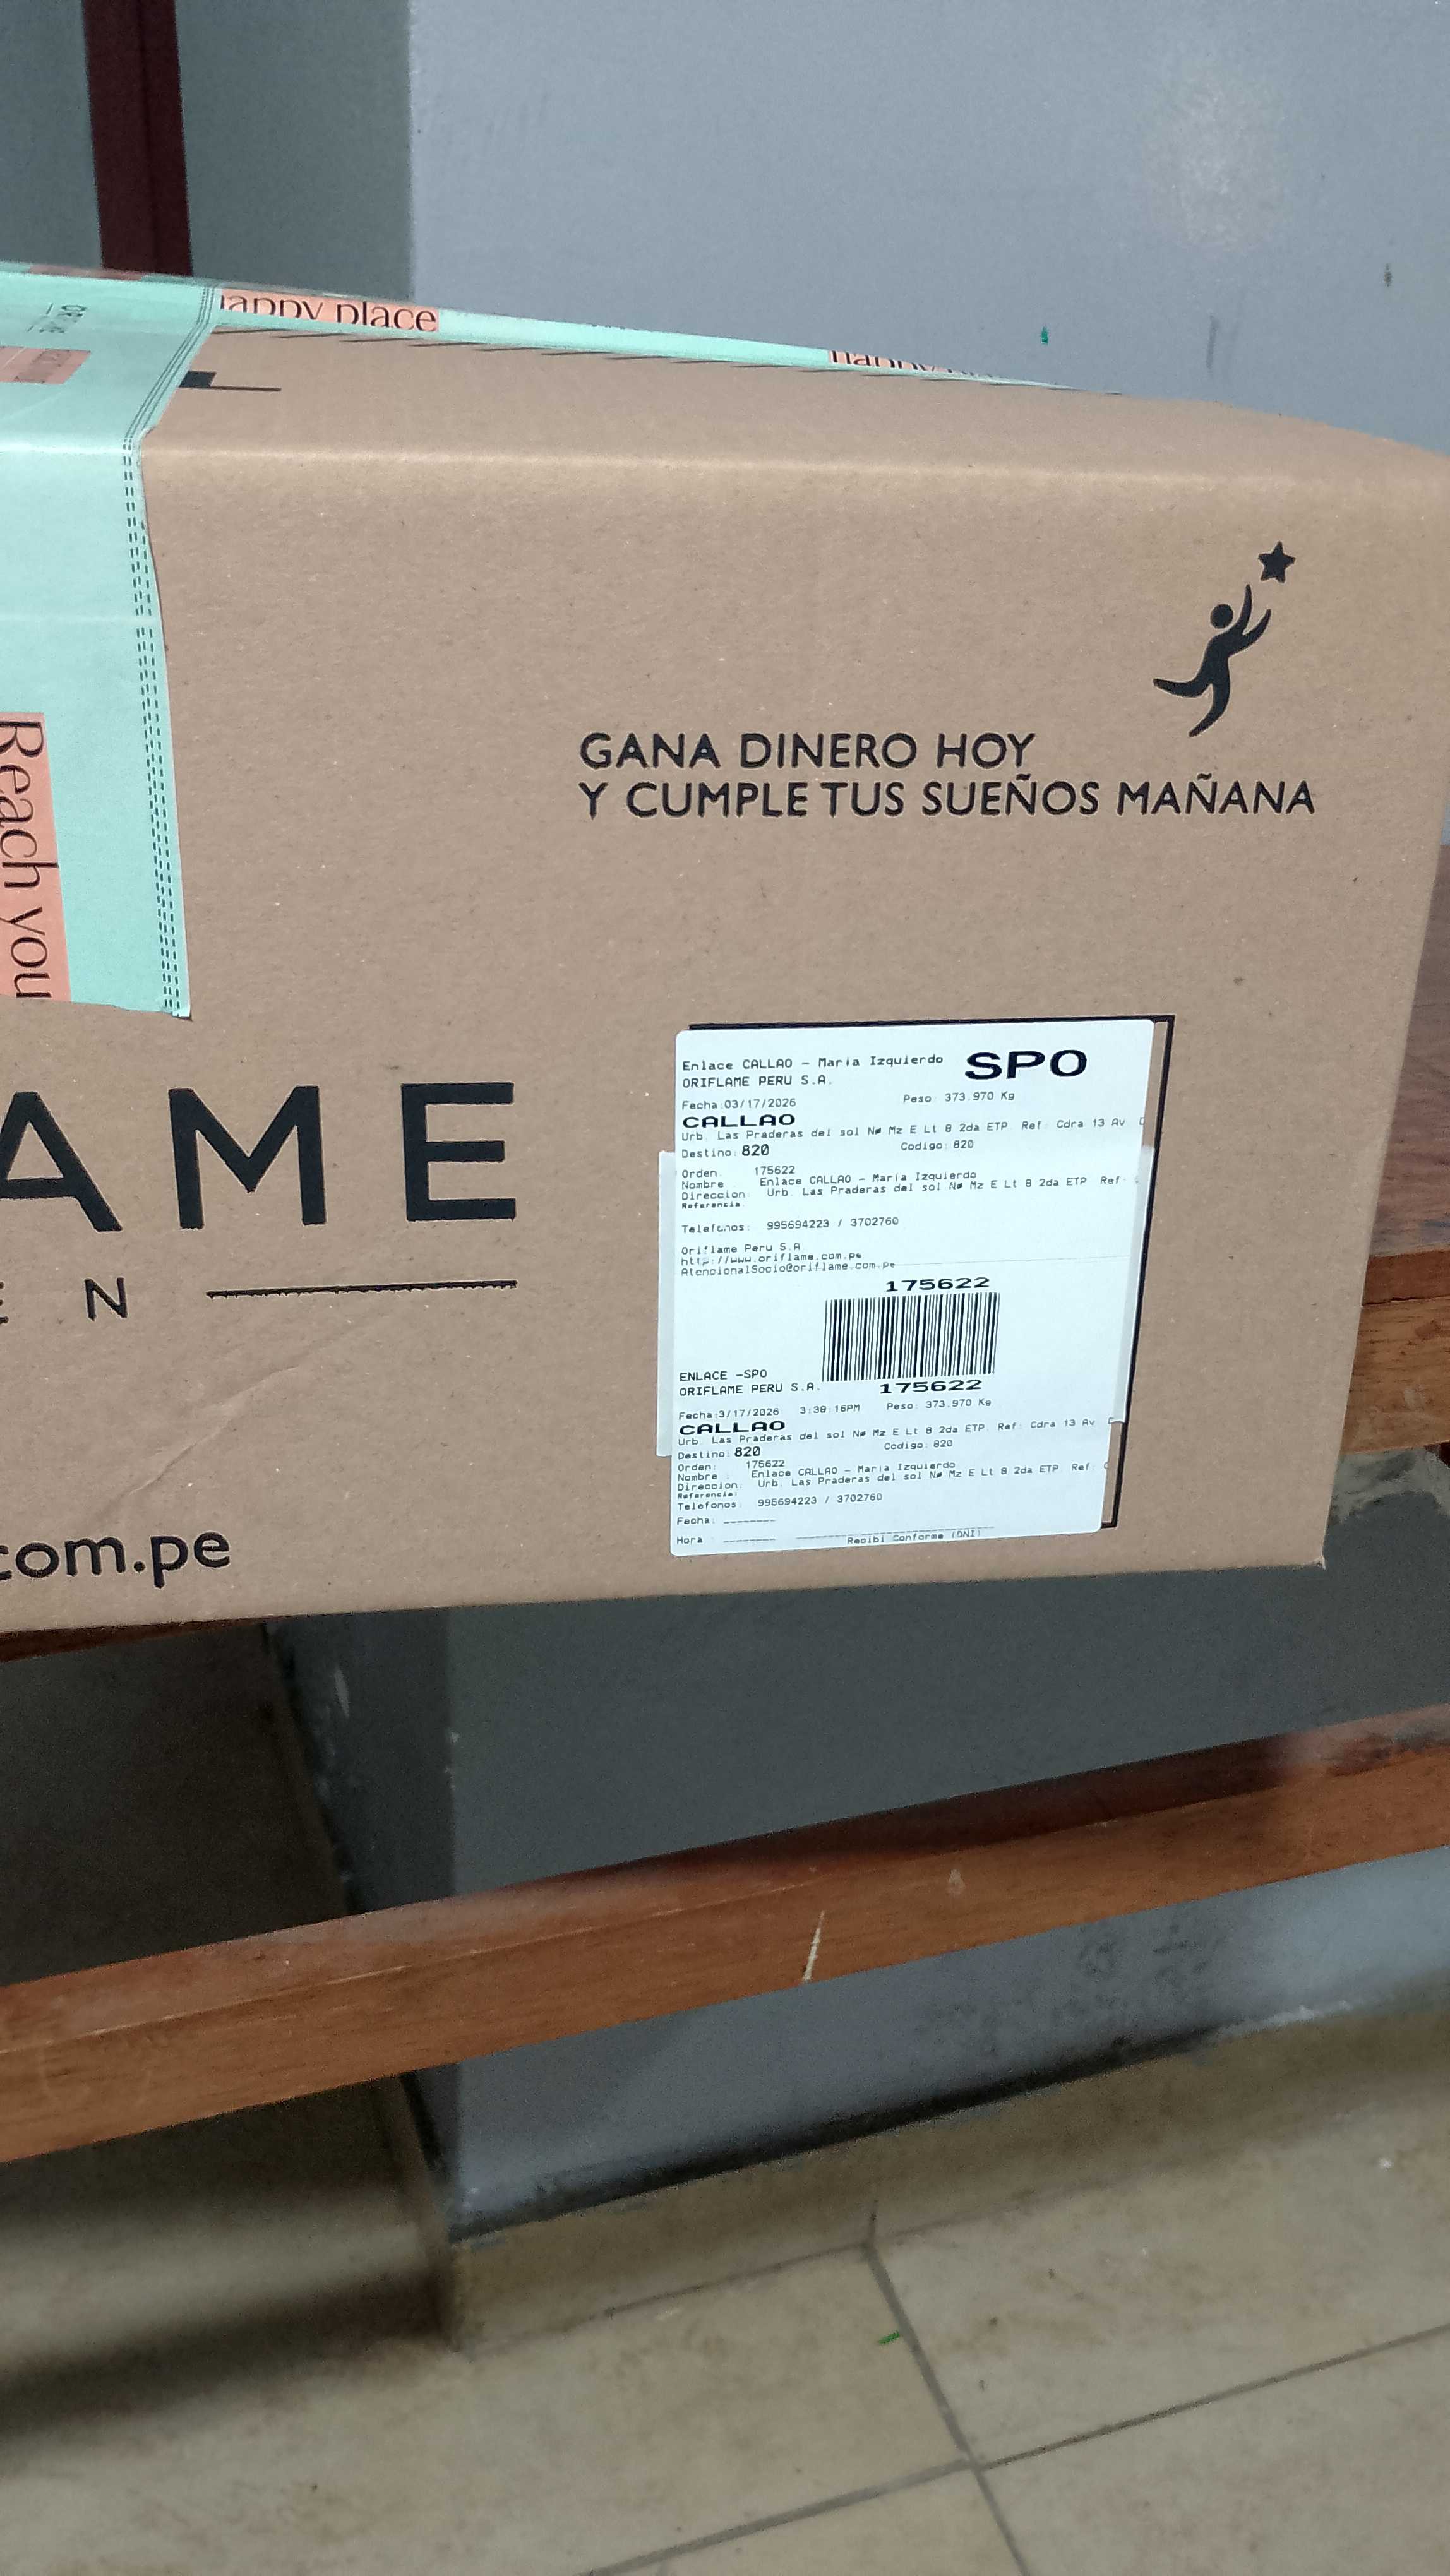 happy place
Reach you
GANA DINERO HOY
Y CUMPLE TUS SUEÑOS MAÑANA
AME
E N
com.pe
Enlace CALLAO - Maria Izquierdo SPO
ORIFLAME PERU S.A.
Fecha:03/17/2026 Peso: 373.970 Kg
CALLAO
Urb. Las Praderas del sol Nº Mz E Lt 8 2da ETP. Ref: Cdra 13 Av
Destino: 820 Codigo: 820
Orden: 175622
Nombre Enlace CALLAO - Maria Izquierdo
Direccion Urb. Las Praderas del sol Nº Mz E Lt 8 2da ETP Ref:
Referencia:
Telefonos: 995694223 / 3702760
Oriflame Peru S.A
http://www.oriflame.com.pe
AtencionalSocio@oriflame.com.pe
175622
ENLACE -SPO
ORIFLAME PERU S.A. 175622
Fecha:3/17/2026 3:38:16PM Peso: 373.970 Kg
CALLAO
Urb. Las Praderas del sol Nº Mz E Lt 8 2da ETP Ref: Cdra 13 Av
Destino: 820 Codigo: 820
Orden: 175622
Nombre : Enlace CALLAO - Maria Izquierdo
Direccion: Urb. Las Praderas del sol Nº Mz E Lt 8 2da ETP Ref:
Referencia:
Telefonos: 995694223 / 3702760
Fecha: --------
Hora : -------- Recibi Conforme (DNI)